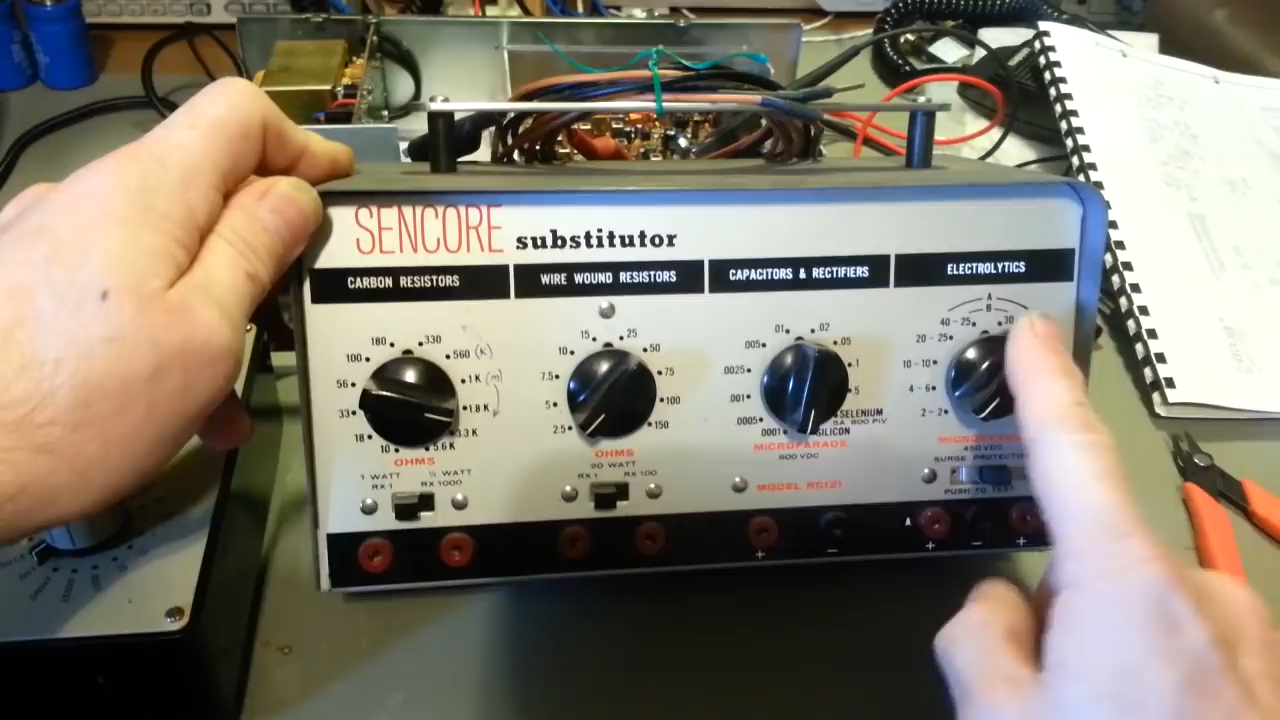 SENCORE substitutor
CARBON RESISTORS
WIRE WOUND RESISTORS
CAPACITORS & RECTIFIERS
ELECTROLYTICS
10
18
33
56
100
180
330
560 (K)
1K (m)
1.8K
3.3K
5.6K
OHMS
1 WATT
RX1
½ WATT
RX1000
2.5
5
7.5
10
15
25
50
75
100
150
OHMS
20 WATT
RX1
RX100
.0001
.0005
.001
.0025
.005
.01
.02
.05
.1
.5
SELENIUM
5A 800 PIV
SILICON
MICROFARADS
600 VDC
MODEL RC121
A
B
2-2
4-6
10-10
20-25
40-25
30
450 VDC
SURGE PROTECTOR
PUSH TO TEST
+
−
A
+
−
+